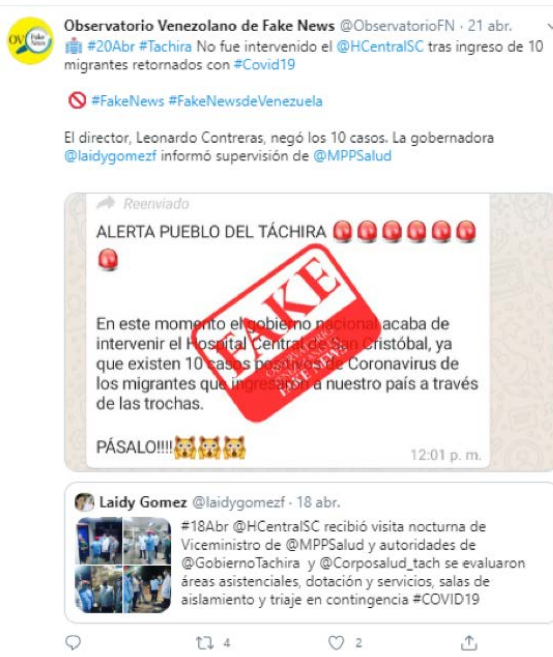 Observatorio Venezolano de Fake News @ObservatorioFN · 21 abr.
#20Abr #Tachira No fue intervenido el @HCentralSC tras ingreso de 10
migrantes retornados con #Covid19
#FakeNews #FakeNewsdeVenezuela
El director, Leonardo Contreras, negó los 10 casos. La gobernadora
@laidygomezf informó supervisión de @MPPSalud
Reenviado
ALERTA PUEBLO DEL TÁCHIRA
En este momento el gobierno nacional acaba de
intervenir el Hospital Central de San Cristóbal, ya
que existen 10 casos positivos de Coronavirus de
los migrantes que ingresaron a nuestro país a través
de las trochas.
FAKE
OBSERVATORIO
VENEZOLANO
FAKE NEWS
PÁSALO!!!!
12:01 p. m.
Laidy Gomez @laidygomezf · 18 abr.
#18Abr @HCentralSC recibió visita nocturna de
Viceministro de @MPPSalud y autoridades de
@GobiernoTachira y @Corposalud_tach se evaluaron
áreas asistenciales, dotación y servicios, salas de
aislamiento y triaje en contingencia #COVID19
4
2